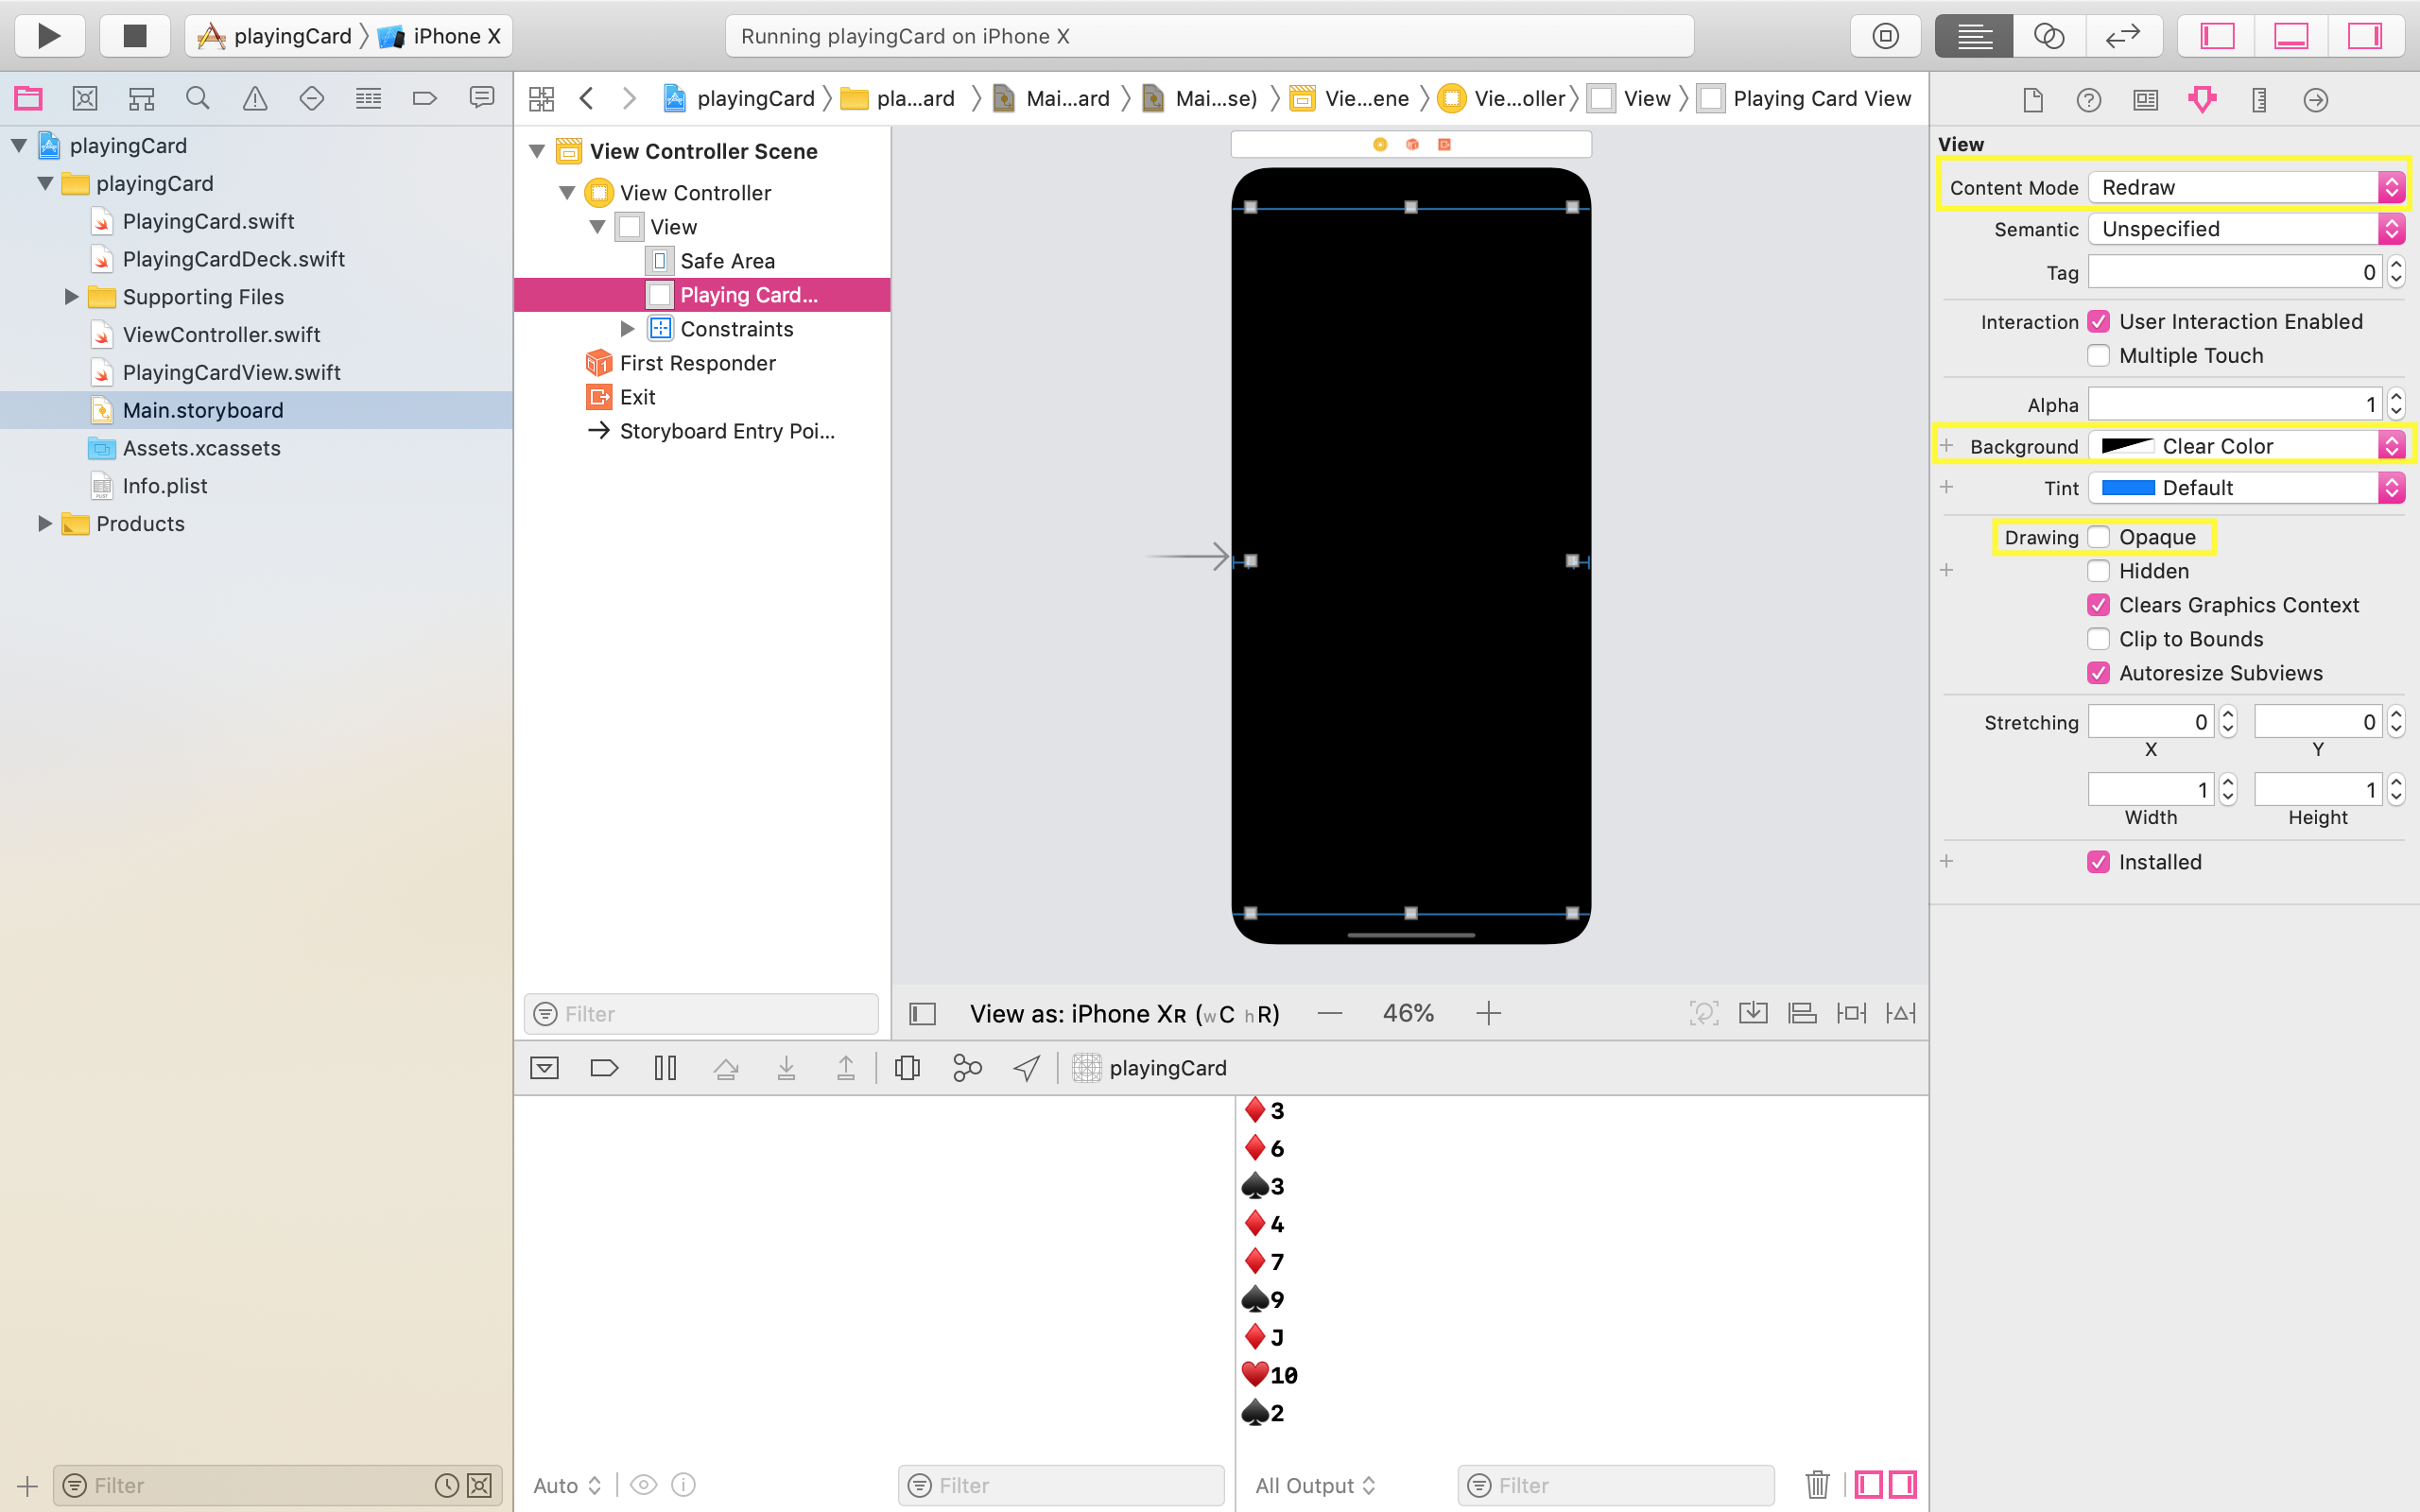 playingCard 〉 iPhone X
Running playingCard on iPhone X
playingCard
playingCard
PlayingCard.swift
PlayingCardDeck.swift
Supporting Files
ViewController.swift
PlayingCardView.swift
Main.storyboard
Assets.xcassets
Info.plist
Products
Filter
playingCard 〉 pla...ard 〉 Mai...ard 〉 Mai...se) 〉 Vie...ene 〉 Vie...oller 〉 View 〉 Playing Card View
View Controller Scene
View Controller
View
Safe Area
Playing Card...
Constraints
First Responder
Exit
Storyboard Entry Poi...
Filter
View as: iPhone XR (wC hR) — 46% +
playingCard
♦️3
♦️6
♠️3
♦️4
♦️7
♠️9
♦️J
♥️10
♠️2
Auto
Filter
All Output
Filter
View
Content Mode Redraw
Semantic Unspecified
Tag 0
Interaction User Interaction Enabled
Multiple Touch
Alpha 1
+ Background Clear Color
+ Tint Default
Drawing Opaque
+ Hidden
Clears Graphics Context
Clip to Bounds
Autoresize Subviews
Stretching 0 0
X Y
1 1
Width Height
+ Installed